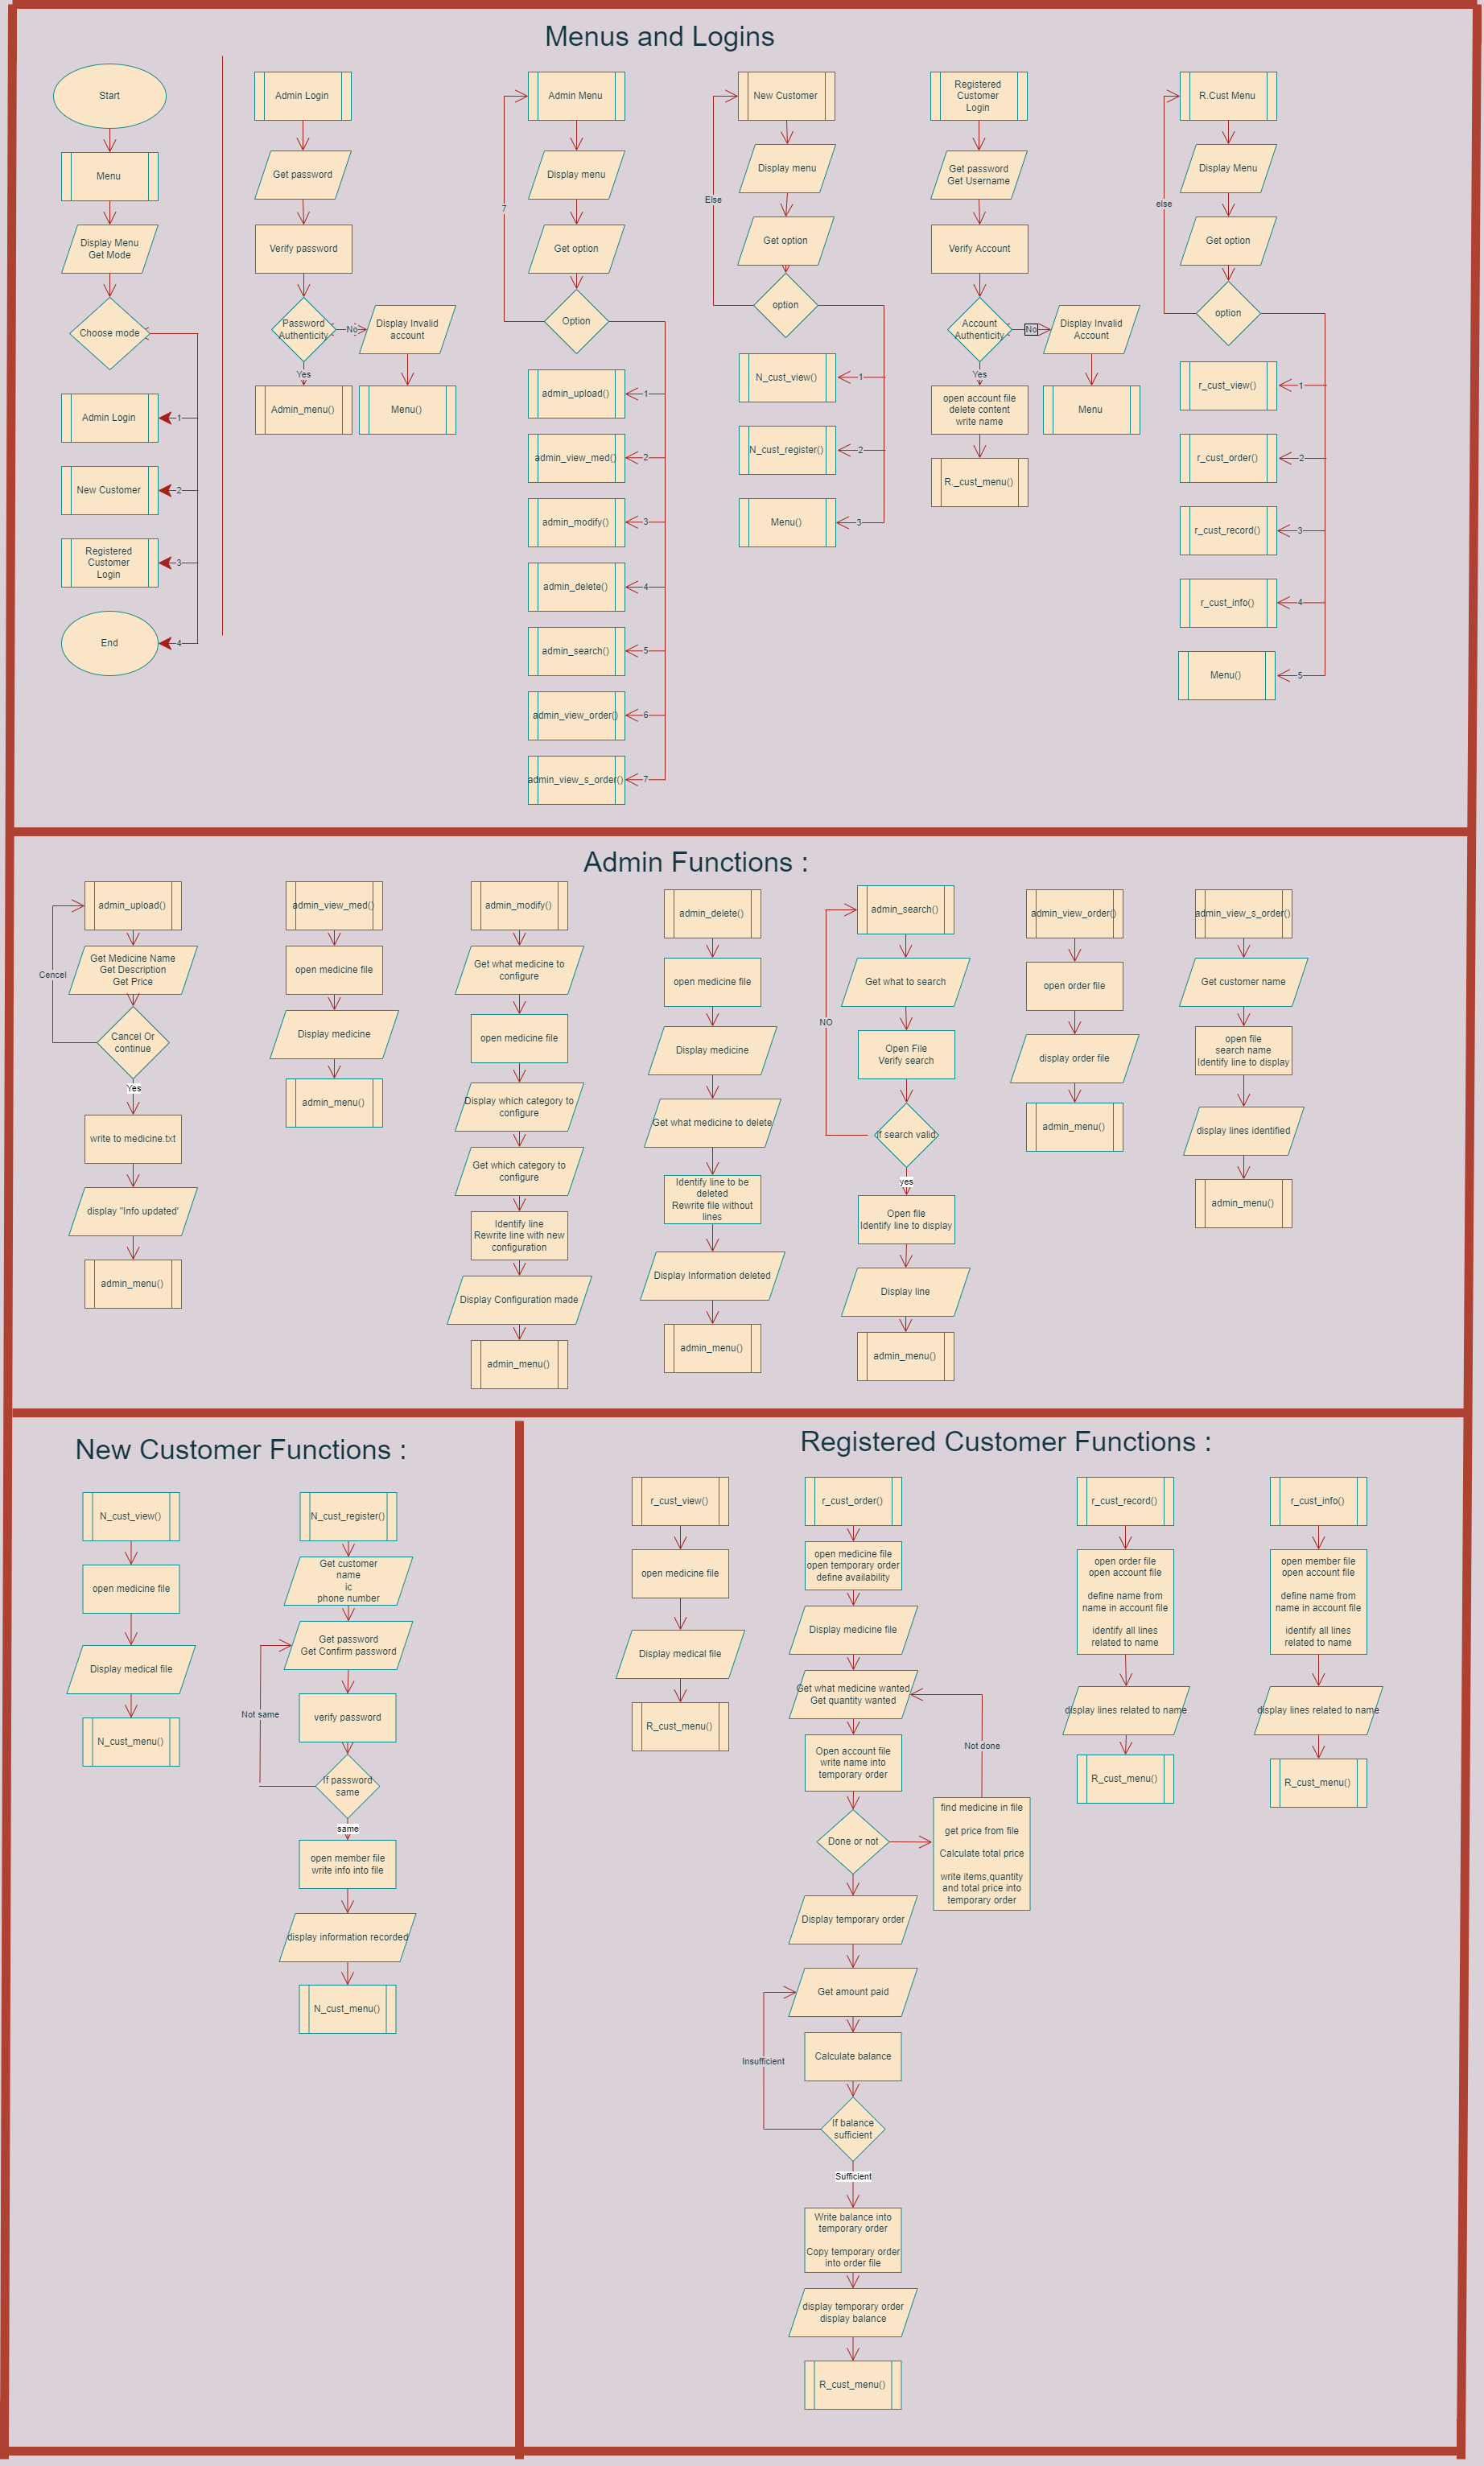 Menus and Logins
Start
Menu
Display Menu
Get Mode
Choose mode
Admin Login
1
New Customer
2
Registered
Customer
Login
3
End
4
Admin Login
Get password
Verify password
Password
Authenticity
No
Display Invalid
account
Yes
Admin_menu()
Menu()
Admin Menu
Display menu
7
Get option
Option
admin_upload()
1
admin_view_med()
2
admin_modify()
3
admin_delete()
4
admin_search()
5
admin_view_order()
6
admin_view_s_order()
7
New Customer
Display menu
Else
Get option
option
N_cust_view()
1
N_cust_register()
2
Menu()
3
Registered
Customer
Login
Get password
Get Username
Verify Account
Account
Authenticity
No
Display Invalid
Account
Yes
open account file
delete content
write name
Menu
R._cust_menu()
R.Cust Menu
Display Menu
else
Get option
option
r_cust_view()
1
r_cust_order()
2
r_cust_record()
3
r_cust_info()
4
Menu()
5
Admin Functions :
admin_upload()
Get Medicine Name
Get Description
Get Price
Cencel
Cancel Or
continue
Yes
write to medicine.txt
display "Info updated'
admin_menu()
admin_view_med()
open medicine file
Display medicine
admin_menu()
admin_modify()
Get what medicine to
configure
open medicine file
Display which category to
configure
Get which category to
configure
Identify line
Rewrite line with new
configuration
Display Configuration made
admin_menu()
admin_delete()
open medicine file
Display medicine
Get what medicine to delete
Identify line to be
deleted
Rewrite file without
lines
Display Information deleted
admin_menu()
admin_search()
Get what to search
NO
Open File
Verify search
If search valid
yes
Open file
Identify line to display
Display line
admin_menu()
admin_view_order()
open order file
display order file
admin_menu()
admin_view_s_order()
Get customer name
open file
search name
Identify line to display
display lines identified
admin_menu()
New Customer Functions :
N_cust_view()
open medicine file
Display medical file
N_cust_menu()
N_cust_register()
Get customer
name
ic
phone number
Get password
Get Confirm password
Not same
verify password
If password
same
same
open member file
write info into file
display information recorded
N_cust_menu()
Registered Customer Functions :
r_cust_view()
open medicine file
Display medical file
R_cust_menu()
r_cust_order()
open medicine file
open temporary order
define availability
Display medicine file
Get what medicine wanted
Get quantity wanted
Open account file
write name into
temporary order
Not done
Done or not
find medicine in file
get price from file
Calculate total price
write items,quantity
and total price into
temporary order
Display temporary order
Get amount paid
Calculate balance
Insufficient
If balance
sufficient
Sufficient
Write balance into
temporary order
Copy temporary order
into order file
display temporary order
display balance
R_cust_menu()
r_cust_record()
open order file
open account file
define name from
name in account file
identify all lines
related to name
display lines related to name
R_cust_menu()
r_cust_info()
open member file
open account file
define name from
name in account file
identify all lines
related to name
display lines related to name
R_cust_menu()